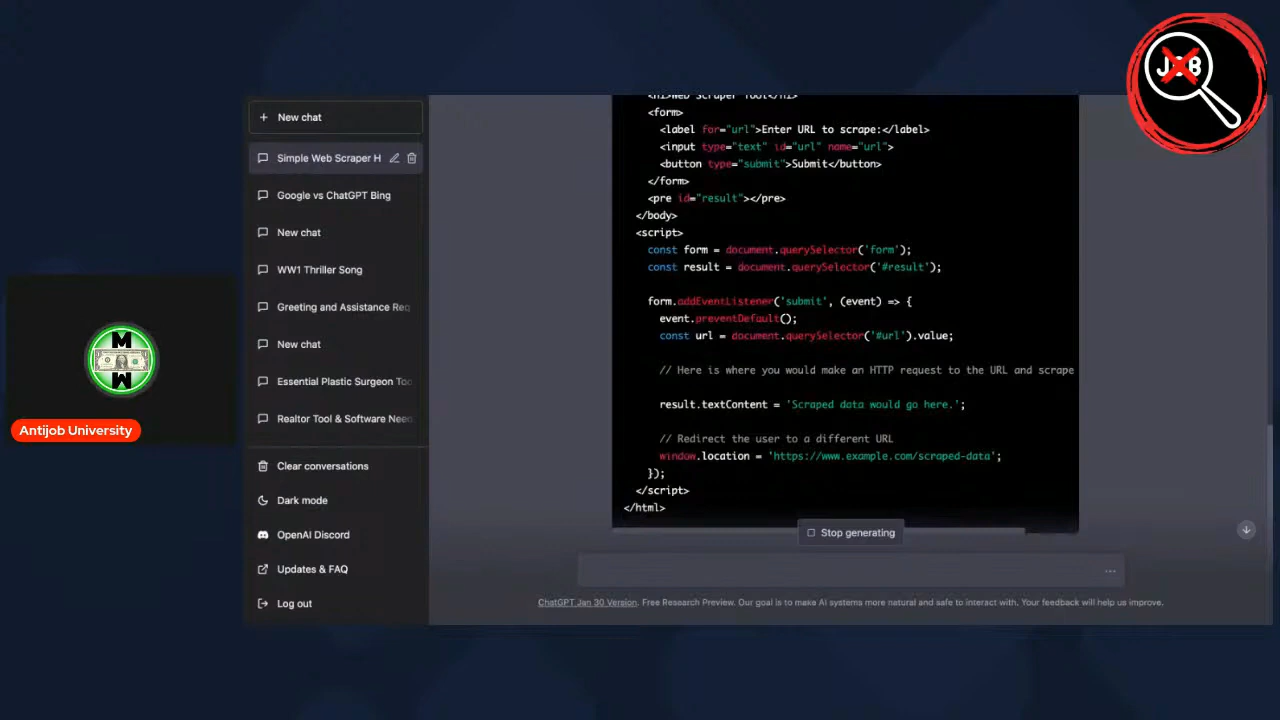 JOB
+ New chat
Simple Web Scraper H
Google vs ChatGPT Bing
New chat
WW1 Thriller Song
Greeting and Assistance Req
New chat
Essential Plastic Surgeon Too
Realtor Tool & Software Need
Clear conversations
Dark mode
OpenAI Discord
Updates & FAQ
Log out
M
W
Antijob University
<h1>Web Scraper Tool</h1>
<form>
<label for="url">Enter URL to scrape:</label>
<input type="text" id="url" name="url">
<button type="submit">Submit</button>
</form>
<pre id="result"></pre>
</body>
<script>
const form = document.querySelector('form');
const result = document.querySelector('#result');
form.addEventListener('submit', (event) => {
event.preventDefault();
const url = document.querySelector('#url').value;
// Here is where you would make an HTTP request to the URL and scrape
result.textContent = 'Scraped data would go here.';
// Redirect the user to a different URL
window.location = 'https://www.example.com/scraped-data';
});
</script>
</html>
Stop generating
ChatGPT Jan 30 Version. Free Research Preview. Our goal is to make AI systems more natural and safe to interact with. Your feedback will help us improve.